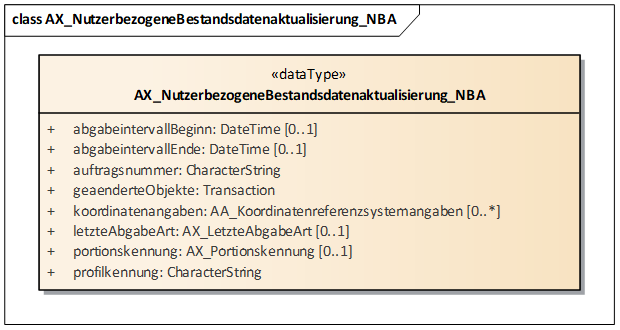 class AX_NutzerbezogeneBestandsdatenaktualisierung_NBA
«dataType»
AX_NutzerbezogeneBestandsdatenaktualisierung_NBA
+ abgabeintervallBeginn: DateTime [0..1]
+ abgabeintervallEnde: DateTime [0..1]
+ auftragsnummer: CharacterString
+ geaenderteObjekte: Transaction
+ koordinatenangaben: AA_Koordinatenreferenzsystemangaben [0..*]
+ letzteAbgabeArt: AX_LetzteAbgabeArt [0..1]
+ portionskennung: AX_Portionskennung [0..1]
+ profilkennung: CharacterString